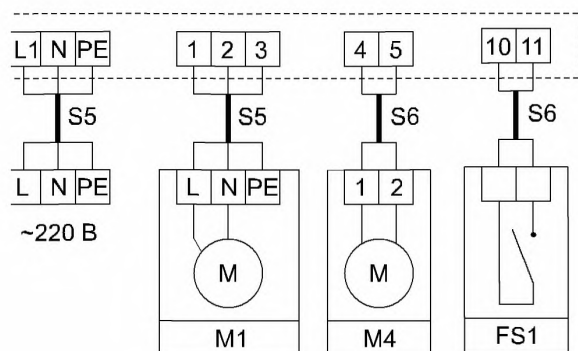 L1 N PE 1 2 3 4 5 10 11
S5 S5 S6 S6
L N PE L N PE 1 2
~220 В
M M
M1 M4 FS1